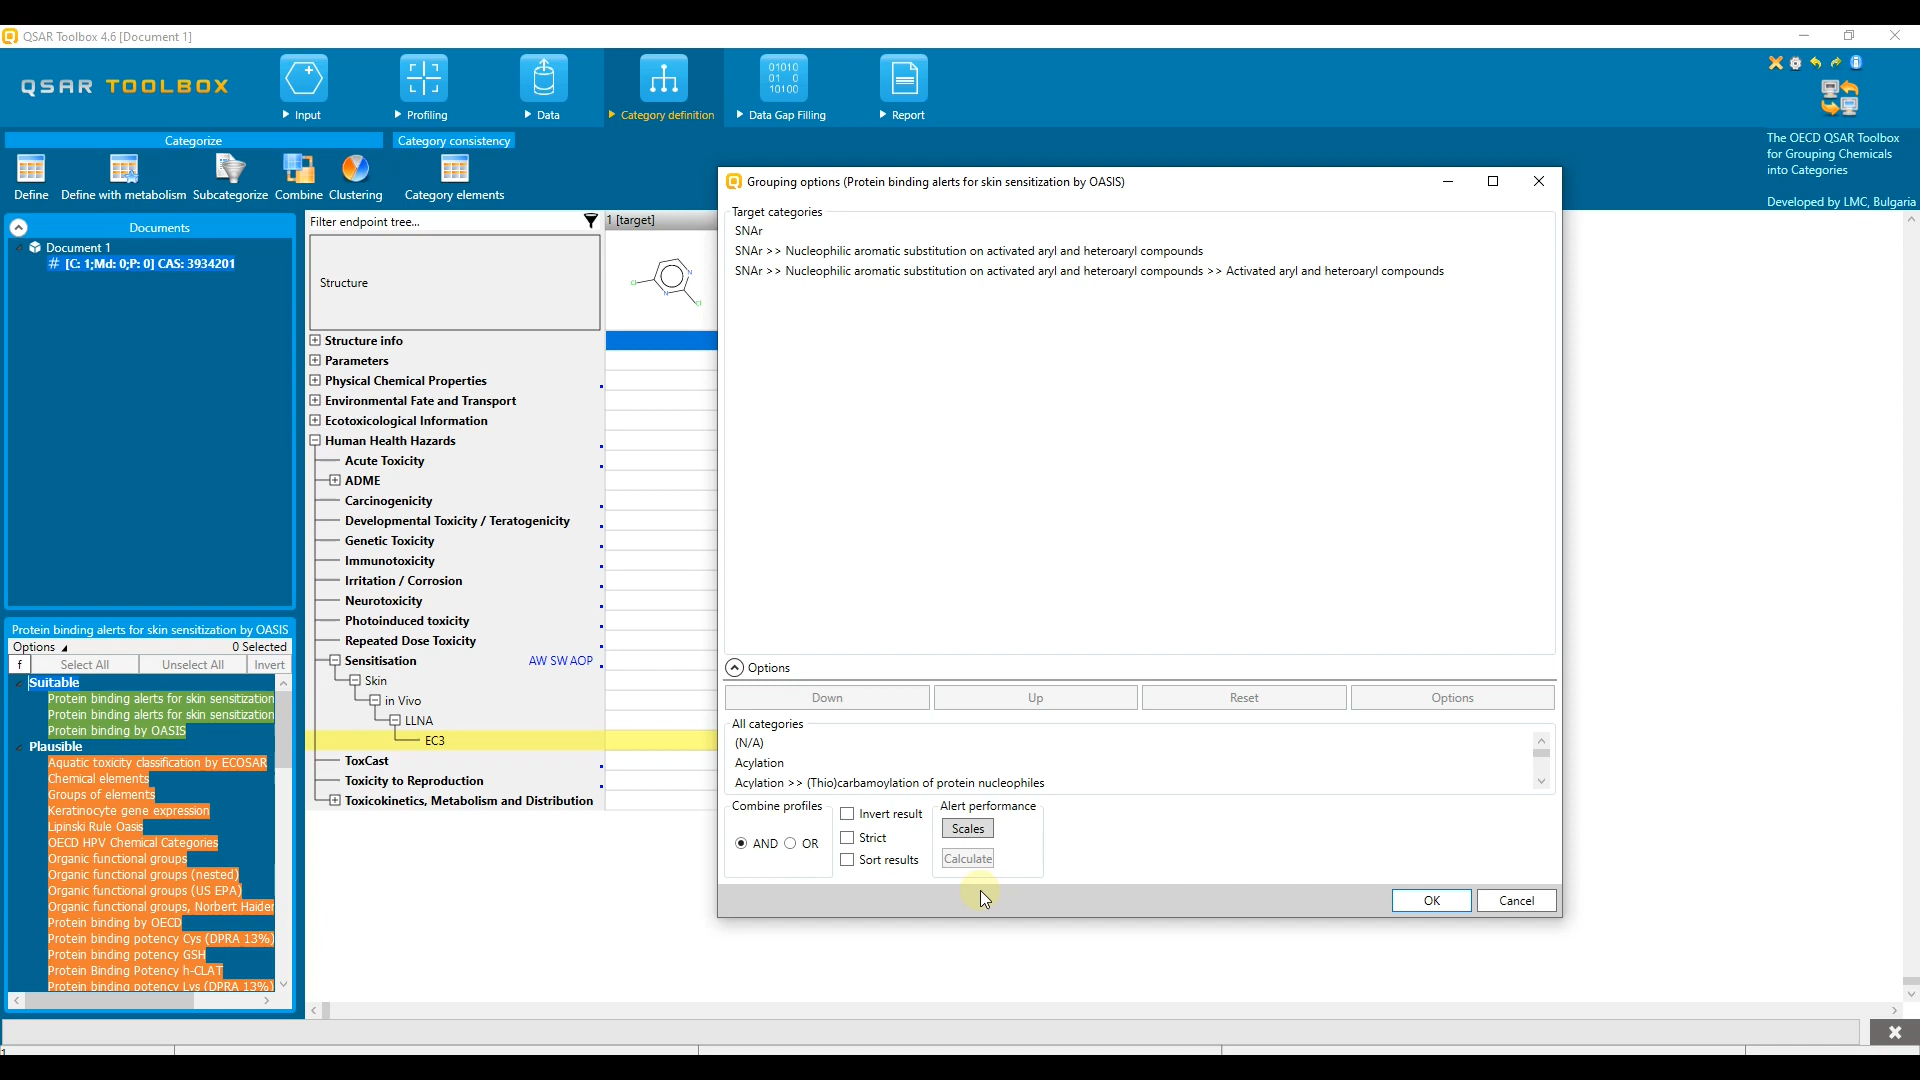 QSAR Toolbox 4.6 [Document 1]
QSAR TOOLBOX
Input
Profiling
Data
Category definition
01010
01 0
10100
Data Gap Filling
Report
The OECD QSAR Toolbox
for Grouping Chemicals
into Categories
Developed by LMC, Bulgaria
Categorize
Category consistency
Define
Define with metabolism
Subcategorize
Combine
Clustering
Category elements
Documents
Document 1
# [C: 1;Md: 0;P: 0] CAS: 3934201
Protein binding alerts for skin sensitization by OASIS
Options
0 Selected
f
Select All
Unselect All
Invert
Suitable
Protein binding alerts for skin sensitization
Protein binding alerts for skin sensitization
Protein binding by OASIS
Plausible
Aquatic toxicity classification by ECOSAR
Chemical elements
Groups of elements
Keratinocyte gene expression
Lipinski Rule Oasis
OECD HPV Chemical Categories
Organic functional groups
Organic functional groups (nested)
Organic functional groups (US EPA)
Organic functional groups, Norbert Haider
Protein binding by OECD
Protein binding potency Cys (DPRA 13%)
Protein binding potency GSH
Protein Binding Potency h-CLAT
Protein binding potency Lys (DPRA 13%)
Filter endpoint tree...
1 [target]
Structure
Cl
N
N
Cl
Structure info
Parameters
Physical Chemical Properties
Environmental Fate and Transport
Ecotoxicological Information
Human Health Hazards
Acute Toxicity
ADME
Carcinogenicity
Developmental Toxicity / Teratogenicity
Genetic Toxicity
Immunotoxicity
Irritation / Corrosion
Neurotoxicity
Photoinduced toxicity
Repeated Dose Toxicity
Sensitisation
AW SW AOP
Skin
in Vivo
LLNA
EC3
ToxCast
Toxicity to Reproduction
Toxicokinetics, Metabolism and Distribution
Grouping options (Protein binding alerts for skin sensitization by OASIS)
Target categories
SNAr
SNAr >> Nucleophilic aromatic substitution on activated aryl and heteroaryl compounds
SNAr >> Nucleophilic aromatic substitution on activated aryl and heteroaryl compounds >> Activated aryl and heteroaryl compounds
Options
Down
Up
Reset
Options
All categories
(N/A)
Acylation
Acylation >> (Thio)carbamoylation of protein nucleophiles
Combine profiles
AND
OR
Invert result
Strict
Sort results
Alert performance
Scales
Calculate
OK
Cancel
1